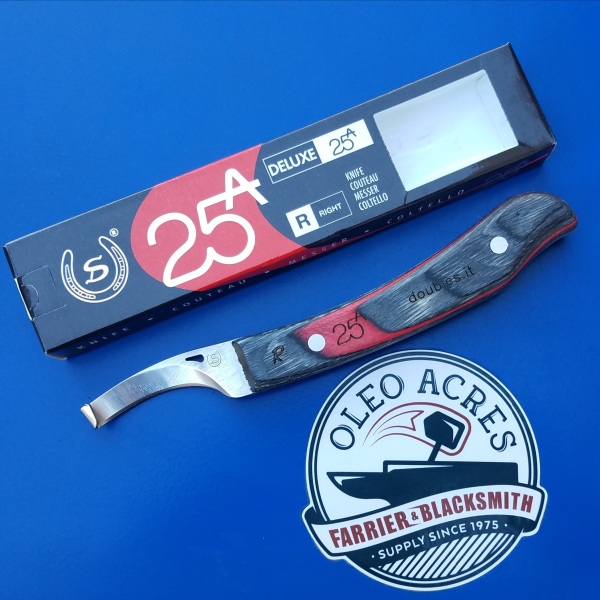 DELUXE 25A
25A
R RIGHT
KNIFE
COUTEAU
MESSER
COLTELLO
S
®
KNIFE • COUTEAU • MESSER • COLTELLO
doubles.it
25A
R
S
OLEO ACRES
FARRIER & BLACKSMITH
• SUPPLY SINCE 1975 •